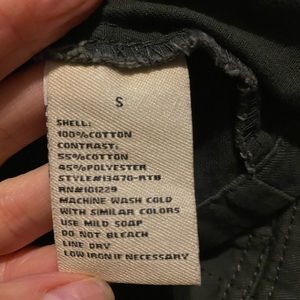 S
SHELL:
100%COTTON
CONTRAST:
55%COTTON
45%POLYESTER
STYLE#13470-RTB
RN#101229
MACHINE WASH COLD
WITH SIMILAR COLORS
USE MILD SOAP
DO NOT BLEACH
LINE DRY
LOW IRON IF NECESSARY